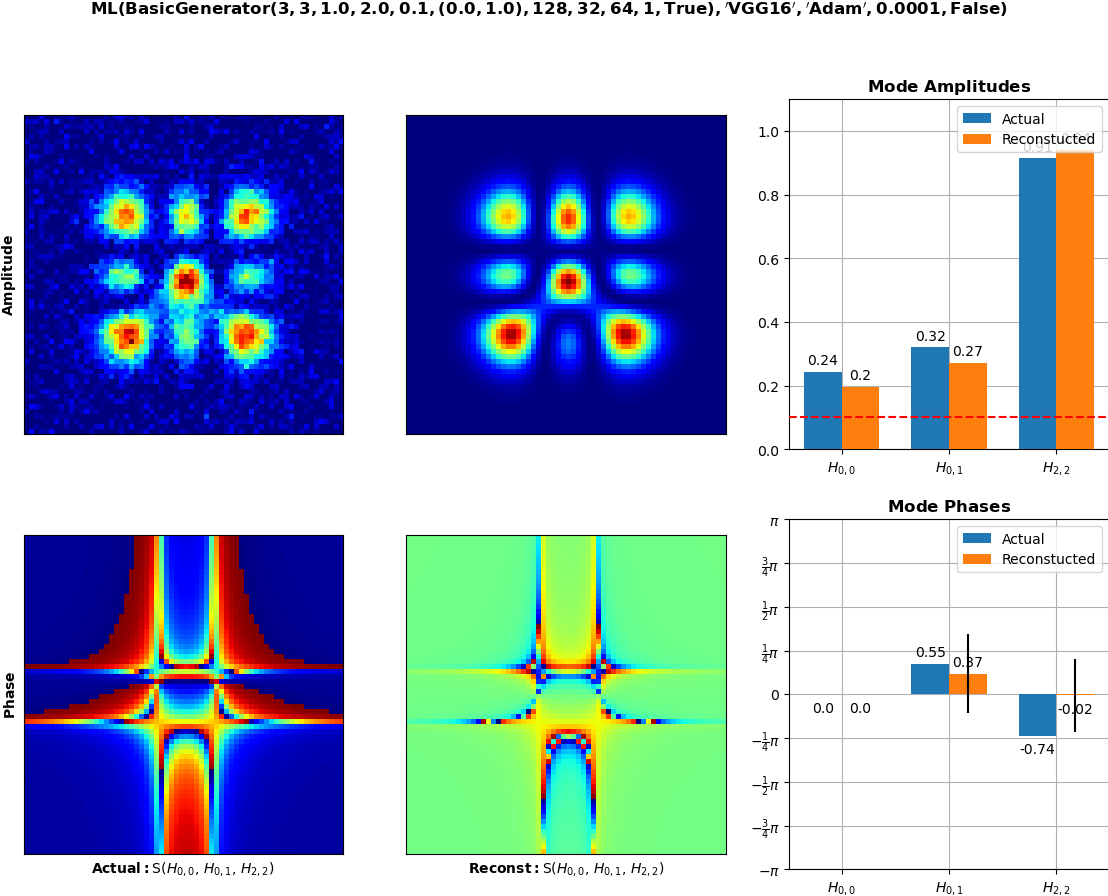 ML(BasicGenerator(3, 3, 1.0, 2.0, 0.1, (0.0, 1.0), 128, 32, 64, 1, True), 'VGG16', 'Adam', 0.0001, False)
Amplitude
Mode Amplitudes
Actual
Reconstucted
1.0
0.8
0.6
0.4
0.2
0.0
0.24
0.2
0.32
0.27
0.91
0.94
H0,0
H0,1
H2,2
Phase
Actual: S(H0,0, H0,1, H2,2)
Reconst: S(H0,0, H0,1, H2,2)
Mode Phases
Actual
Reconstucted
π
3/4π
1/2π
1/4π
0
−1/4π
−1/2π
−3/4π
−π
0.0
0.0
0.55
0.37
-0.74
-0.02
H0,0
H0,1
H2,2